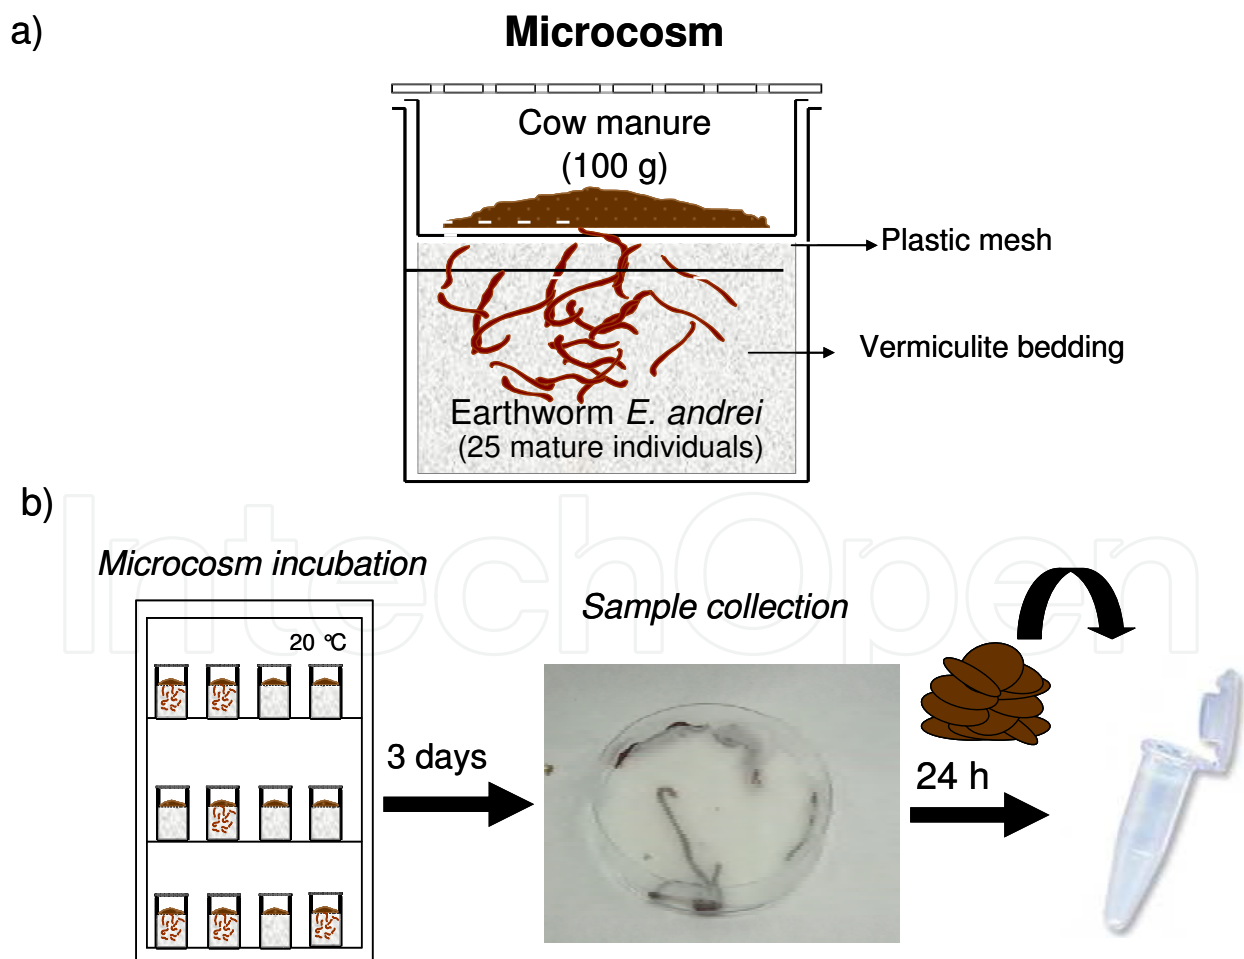 a)
Microcosm
Cow manure
(100 g)
Plastic mesh
Vermiculite bedding
Earthworm E. andrei
(25 mature individuals)
b)
IntechOpen
Microcosm incubation
Sample collection
20 ℃
3 days
24 h